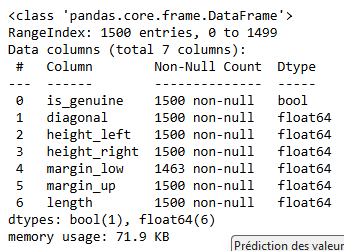 <class 'pandas.core.frame.DataFrame'>
RangeIndex: 1500 entries, 0 to 1499
Data columns (total 7 columns):
 #   Column        Non-Null Count  Dtype
---  ------        --------------  -----
 0   is_genuine    1500 non-null   bool
 1   diagonal      1500 non-null   float64
 2   height_left   1500 non-null   float64
 3   height_right  1500 non-null   float64
 4   margin_low    1463 non-null   float64
 5   margin_up     1500 non-null   float64
 6   length        1500 non-null   float64
dtypes: bool(1), float64(6)
memory usage: 71.9 KB
Prédiction des valeur